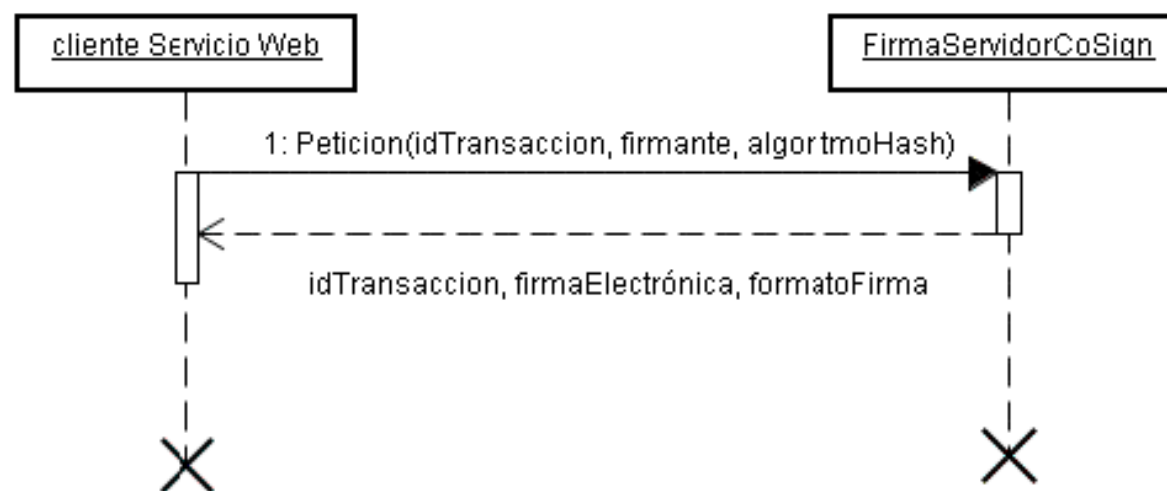 cliente Servicio Web
FirmaServidorCoSign
1: Peticion(idTransaccion, firmante, algortmoHash)
idTransaccion, firmaElectrónica, formatoFirma